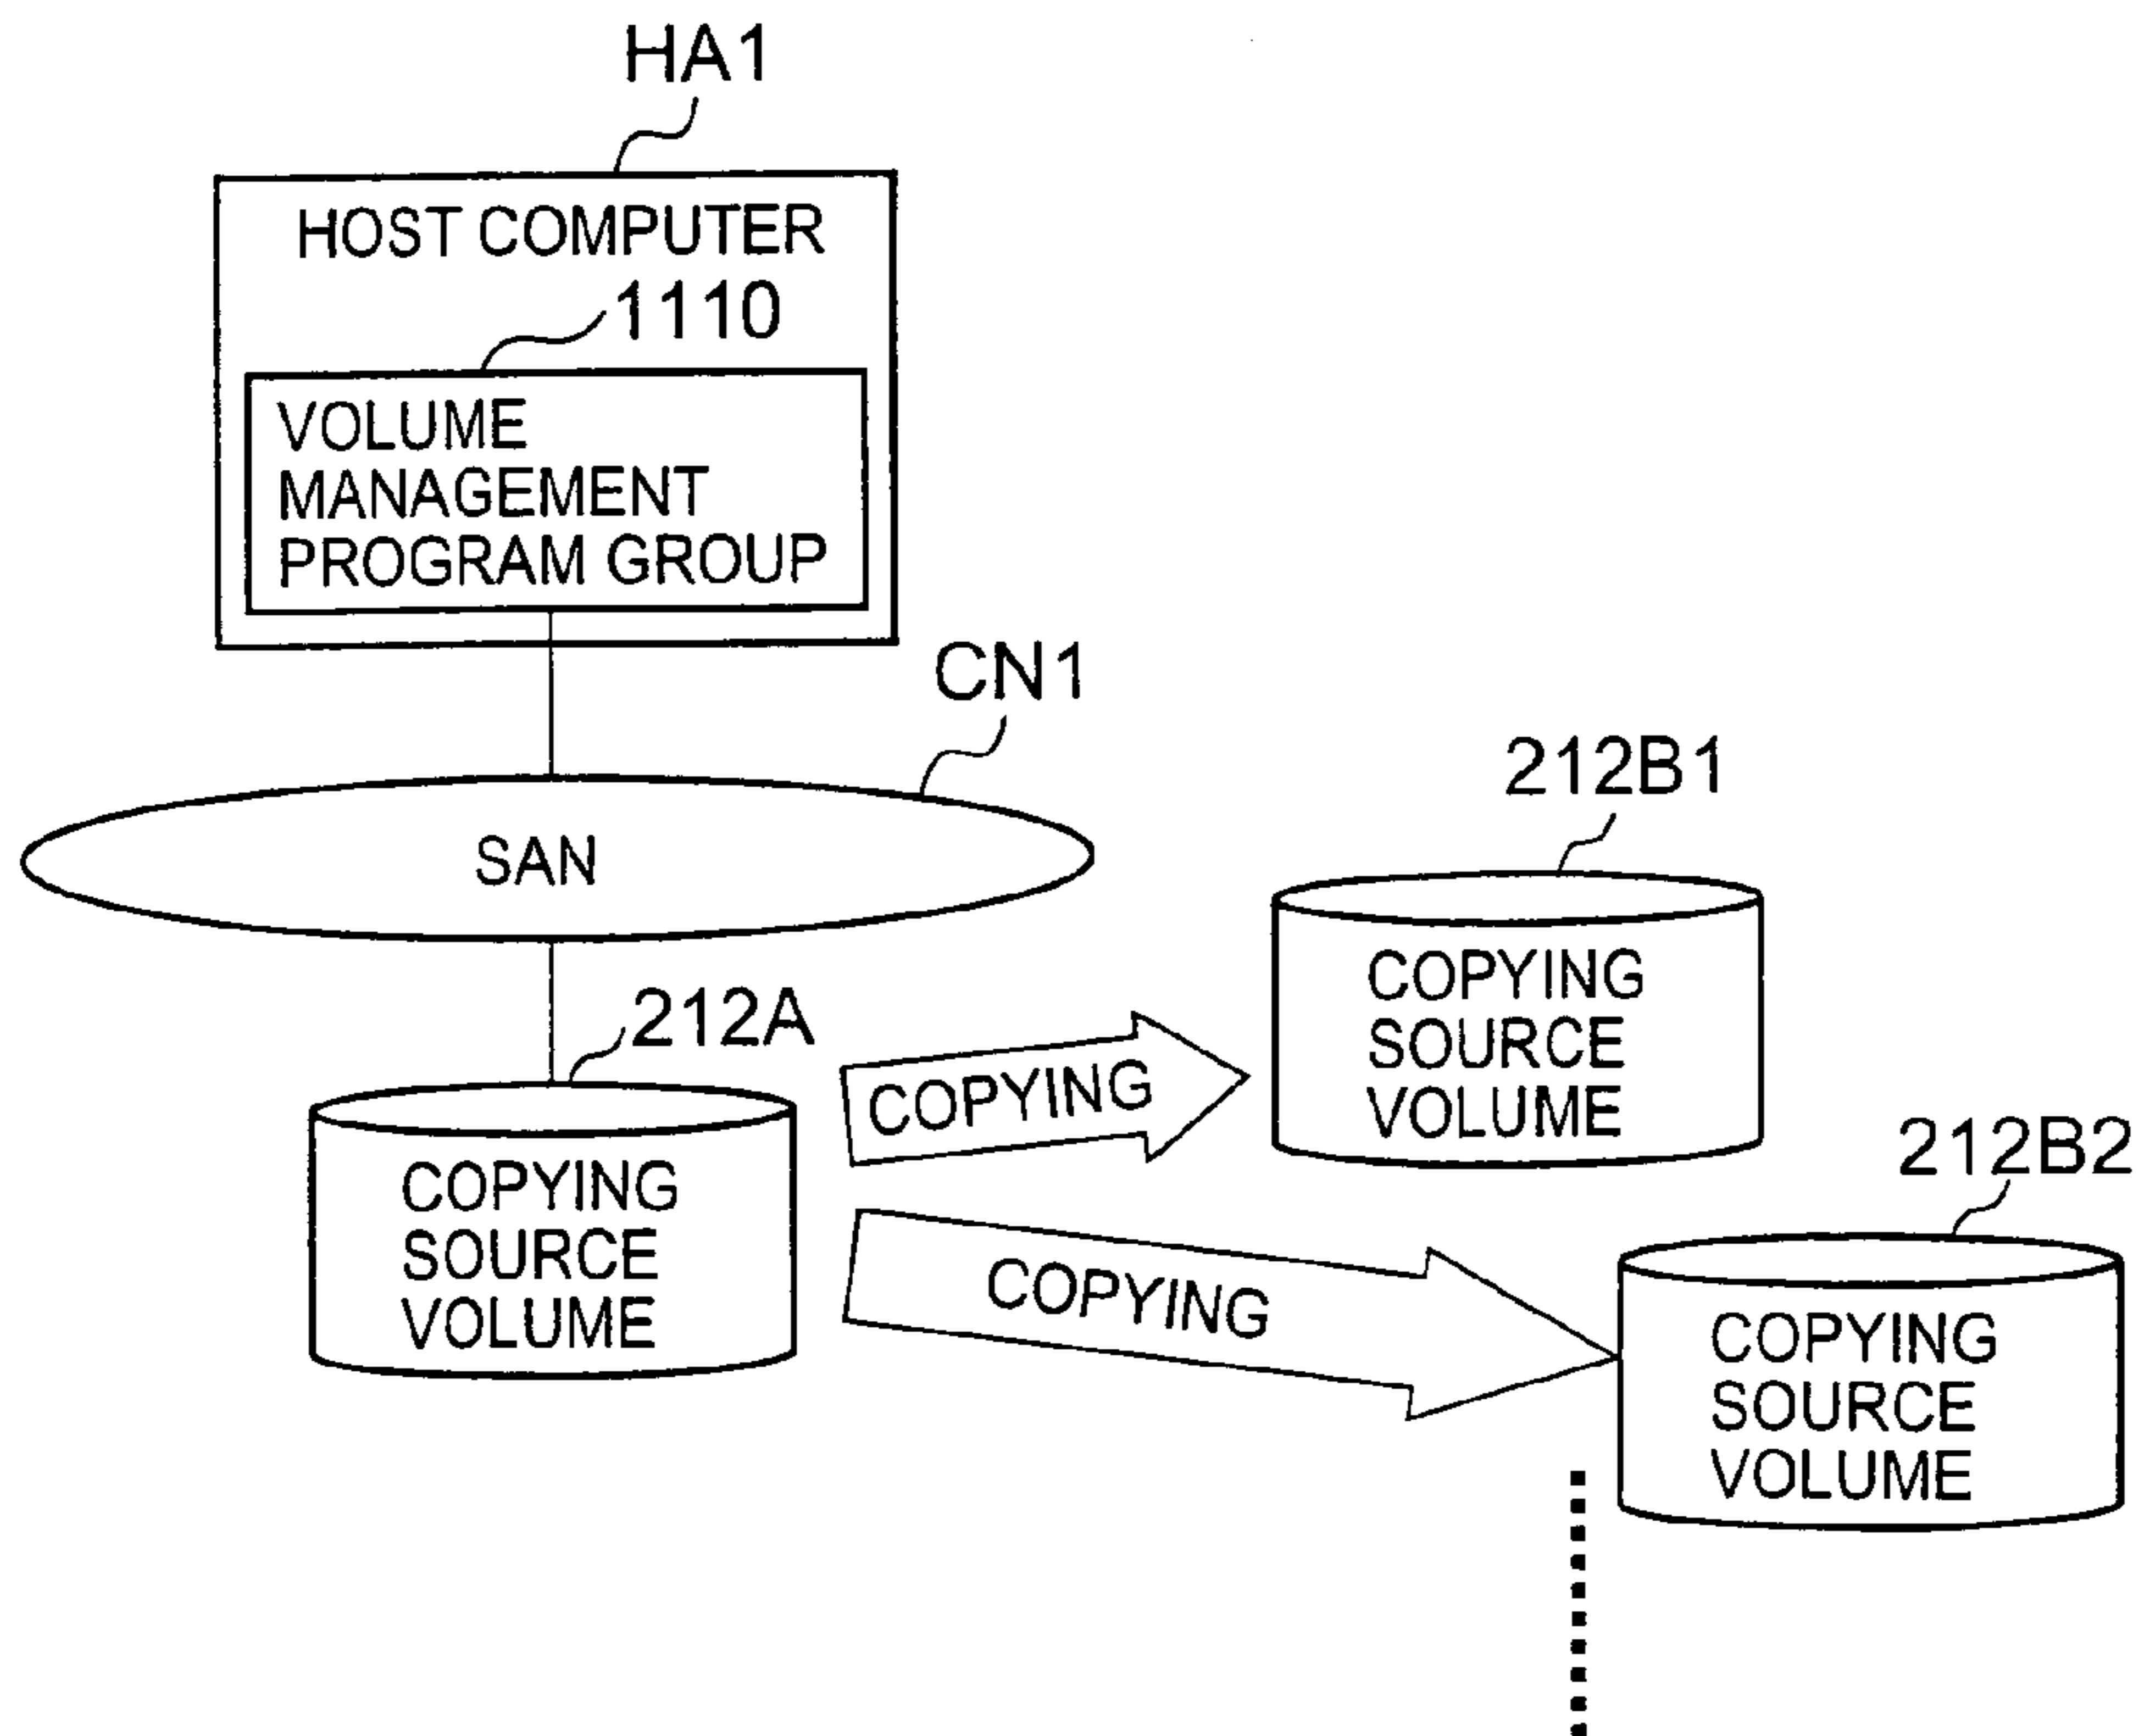 HA1
HOST COMPUTER
1110
VOLUME
MANAGEMENT
PROGRAM GROUP
CN1
SAN
212B1
COPYING
SOURCE
VOLUME
212A
COPYING
212B2
COPYING
SOURCE
VOLUME
COPYING
COPYING
SOURCE
VOLUME